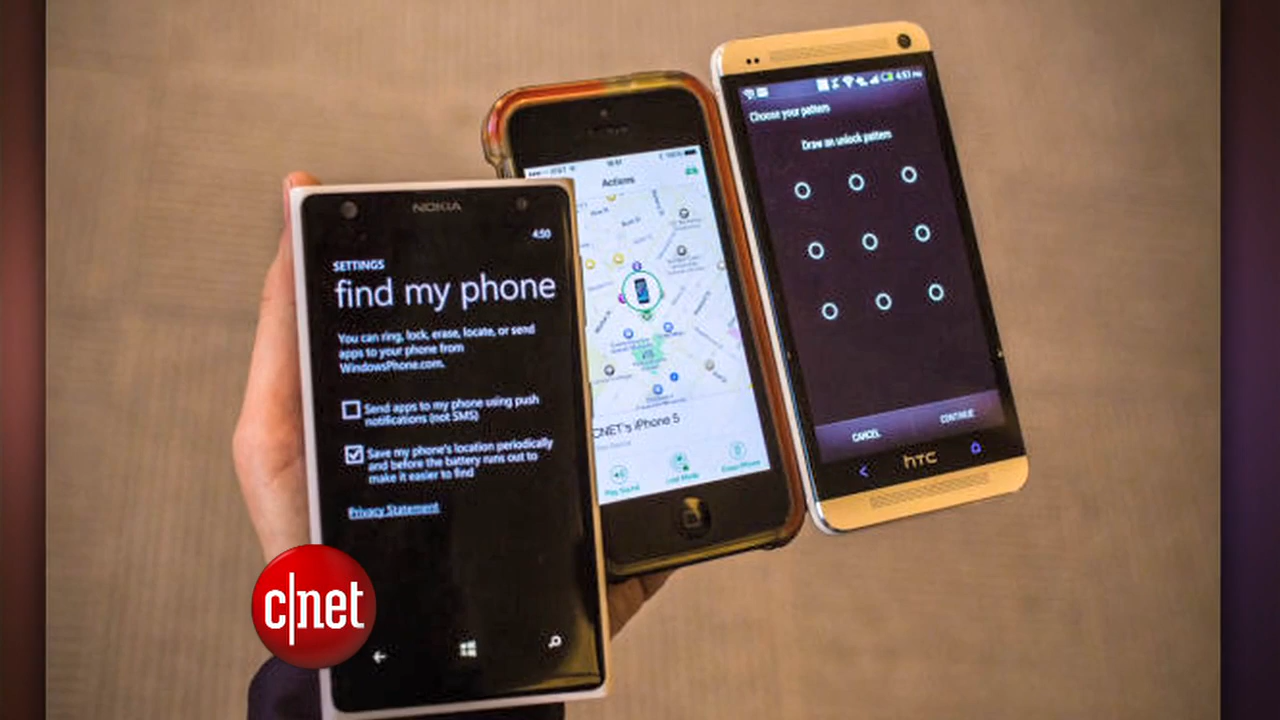 NOKIA
4:50
SETTINGS
find my phone
You can ring, lock, erase, locate, or send
apps to your phone from
WindowsPhone.com.
Send apps to my phone using push
notifications (not SMS)
Save my phone's location periodically
and before the battery runs out to
make it easier to find
Privacy Statement
AT&T
Actions
CNET's iPhone 5
Play Sound
Lost Mode
Erase iPhone
4:53 PM
Choose your pattern
Draw an unlock pattern
CANCEL
CONTINUE
hTC
c|net